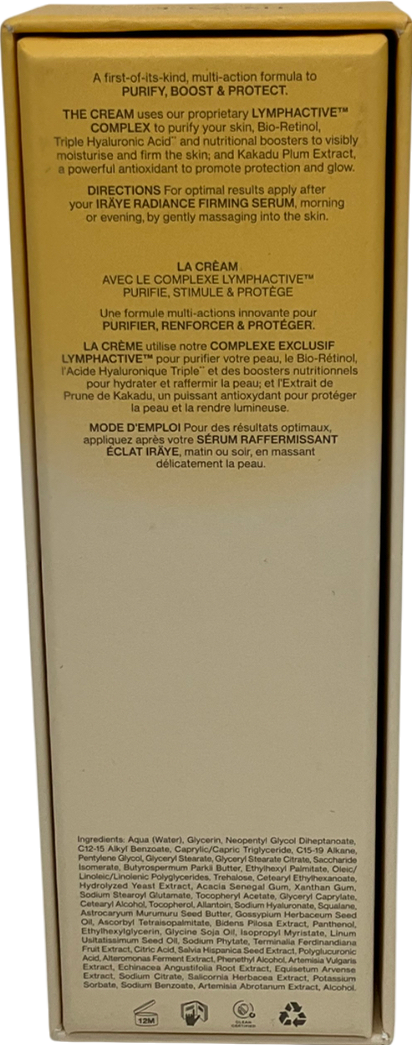 A first-of-its-kind, multi-action formula to
PURIFY, BOOST & PROTECT.
THE CREAM uses our proprietary LYMPHACTIVE™
COMPLEX to purify your skin, Bio-Retinol,
Triple Hyaluronic Acid and nutritional boosters to visibly
moisturise and firm the skin; and Kakadu Plum Extract,
a powerful antioxidant to promote protection and glow.
DIRECTIONS For optimal results apply after
your IRÄYE RADIANCE FIRMING SERUM, morning
or evening, by gently massaging into the skin.
LA CRÈAM
AVEC LE COMPLEXE LYMPHACTIVE™
PURIFIE, STIMULE & PROTÈGE
Une formule multi-actions innovante pour
PURIFIER, RENFORCER & PROTÉGER.
LA CRÈME utilise notre COMPLEXE EXCLUSIF
LYMPHACTIVE™ pour purifier votre peau, le Bio-Rétinol,
l'Acide Hyaluronique Triple et des boosters nutritionnels
pour hydrater et raffermir la peau; et l'Extrait de
Prune de Kakadu, un puissant antioxydant pour protéger
la peau et la rendre lumineuse.
MODE D'EMPLOI Pour des résultats optimaux,
appliquez après votre SÉRUM RAFFERMISSANT
ÉCLAT IRÄYE, matin ou soir, en massant
délicatement la peau.
Ingredients: Aqua (Water), Glycerin, Neopentyl Glycol Diheptanoate,
C12-15 Alkyl Benzoate, Caprylic/Capric Triglyceride, C15-19 Alkane,
Pentylene Glycol, Glyceryl Stearate, Glyceryl Stearate Citrate, Saccharide
Isomerate, Butyrospermum Parkii Butter, Ethylhexyl Palmitate, Oleic/
Linoleic/Linolenic Polyglycerides, Trehalose, Cetearyl Ethylhexanoate,
Hydrolyzed Yeast Extract, Acacia Senegal Gum, Xanthan Gum,
Sodium Stearoyl Glutamate, Tocopheryl Acetate, Glyceryl Caprylate,
Cetearyl Alcohol, Tocopherol, Allantoin, Sodium Hyaluronate, Squalane,
Astrocaryum Murumuru Seed Butter, Gossypium Herbaceum Seed
Oil, Ascorbyl Tetraisopalmitate, Bidens Pilosa Extract, Panthenol,
Ethylhexylglycerin, Glycine Soja Oil, Isopropyl Myristate, Linum
Usitatissimum Seed Oil, Sodium Phytate, Terminalia Ferdinandiana
Fruit Extract, Citric Acid, Salvia Hispanica Seed Extract, Polyglucuronic
Acid, Alteromonas Ferment Extract, Phenethyl Alcohol, Artemisia Vulgaris
Extract, Echinacea Angustifolia Root Extract, Equisetum Arvense
Extract, Sodium Citrate, Salicornia Herbacea Extract, Potassium
Sorbate, Sodium Benzoate, Artemisia Abrotanum Extract, Alcohol.
12M
CLEAN
CERTIFIED